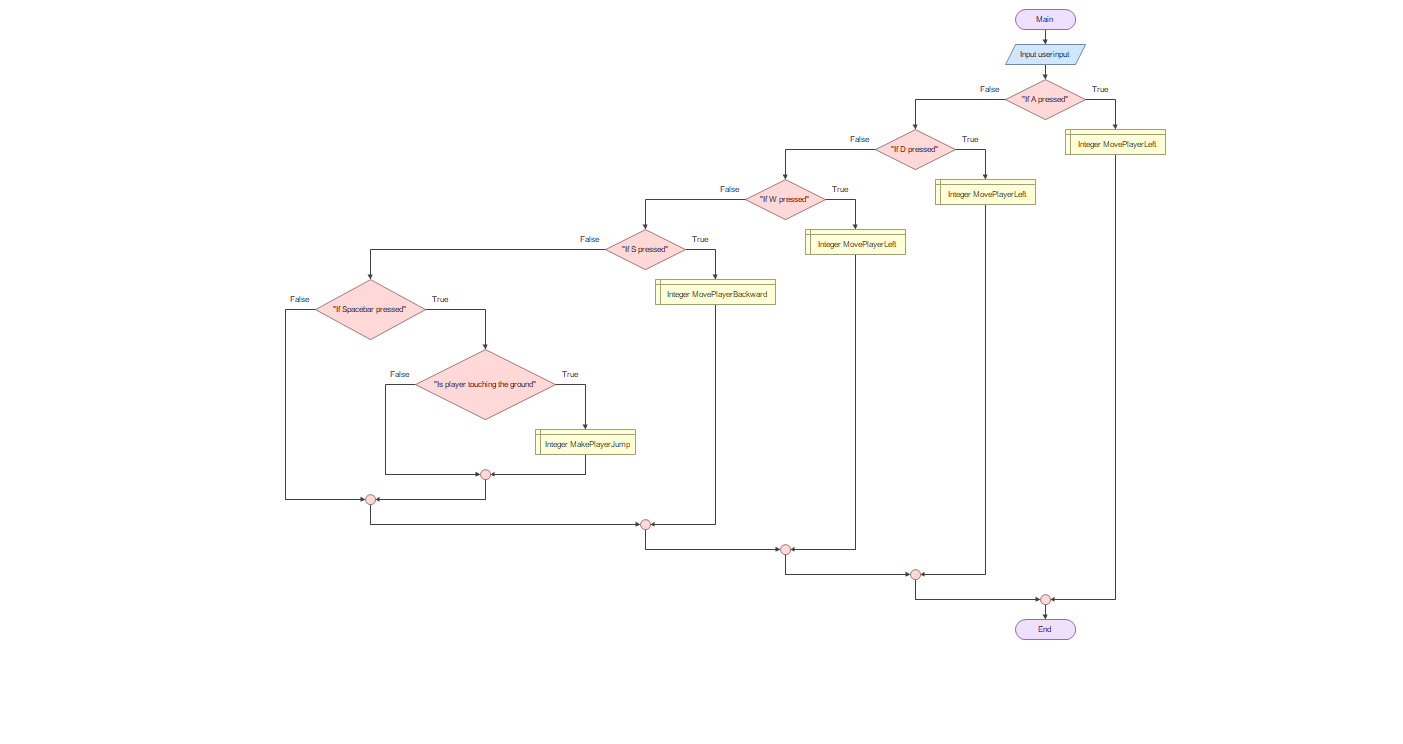 Main
Input userinput
False
"If A pressed"
True
Integer MovePlayerLeft
False
"If D pressed"
True
Integer MovePlayerLeft
False
"If W pressed"
True
Integer MovePlayerLeft
False
"If S pressed"
True
Integer MovePlayerBackward
False
"If Spacebar pressed"
True
False
"Is player touching the ground"
True
Integer MakePlayerJump
End